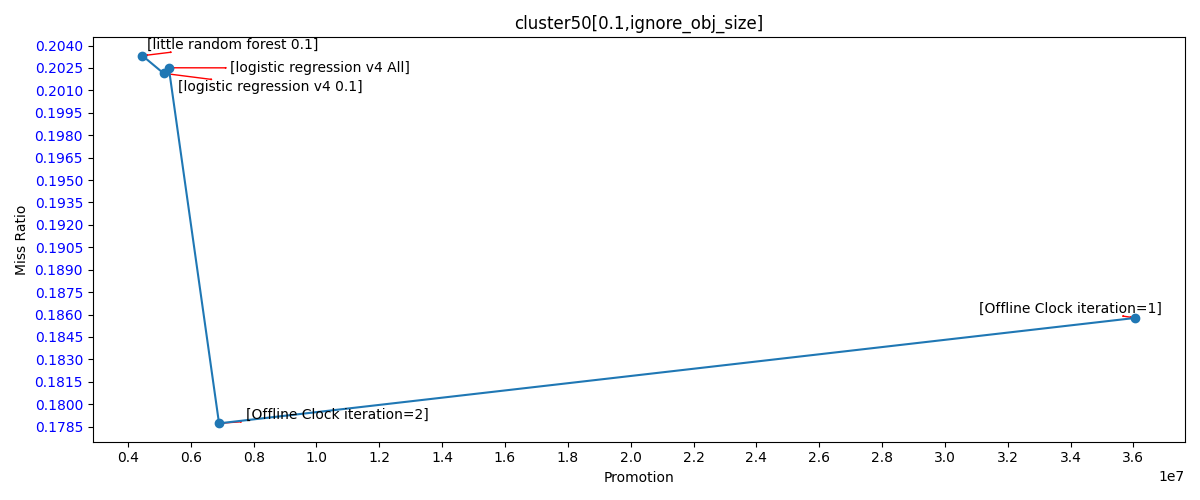 cluster50[0.1,ignore_obj_size]
0.2040
0.2025
0.2010
0.1995
0.1980
0.1965
0.1950
0.1935
0.1920
0.1905
0.1890
0.1875
0.1860
0.1845
0.1830
0.1815
0.1800
0.1785
Miss Ratio
[little random forest 0.1]
[logistic regression v4 All]
[logistic regression v4 0.1]
[Offline Clock iteration=1]
[Offline Clock iteration=2]
0.4 0.6 0.8 1.0 1.2 1.4 1.6 1.8 2.0 2.2 2.4 2.6 2.8 3.0 3.2 3.4 3.6
1e7
Promotion